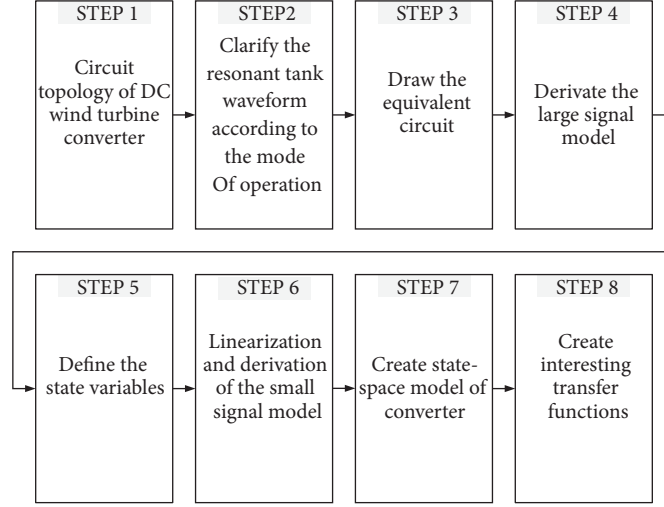 STEP 1
Circuit
topology of DC
wind turbine
converter
STEP2
Clarify the
resonant tank
waveform
according to
the mode
Of operation
STEP 3
Draw the
equivalent
circuit
STEP 4
Derivate the
large signal
model
STEP 5
Define the
state variables
STEP 6
Linearization
and derivation
of the small
signal model
STEP 7
Create state-
space model of
converter
STEP 8
Create
interesting
transfer
functions